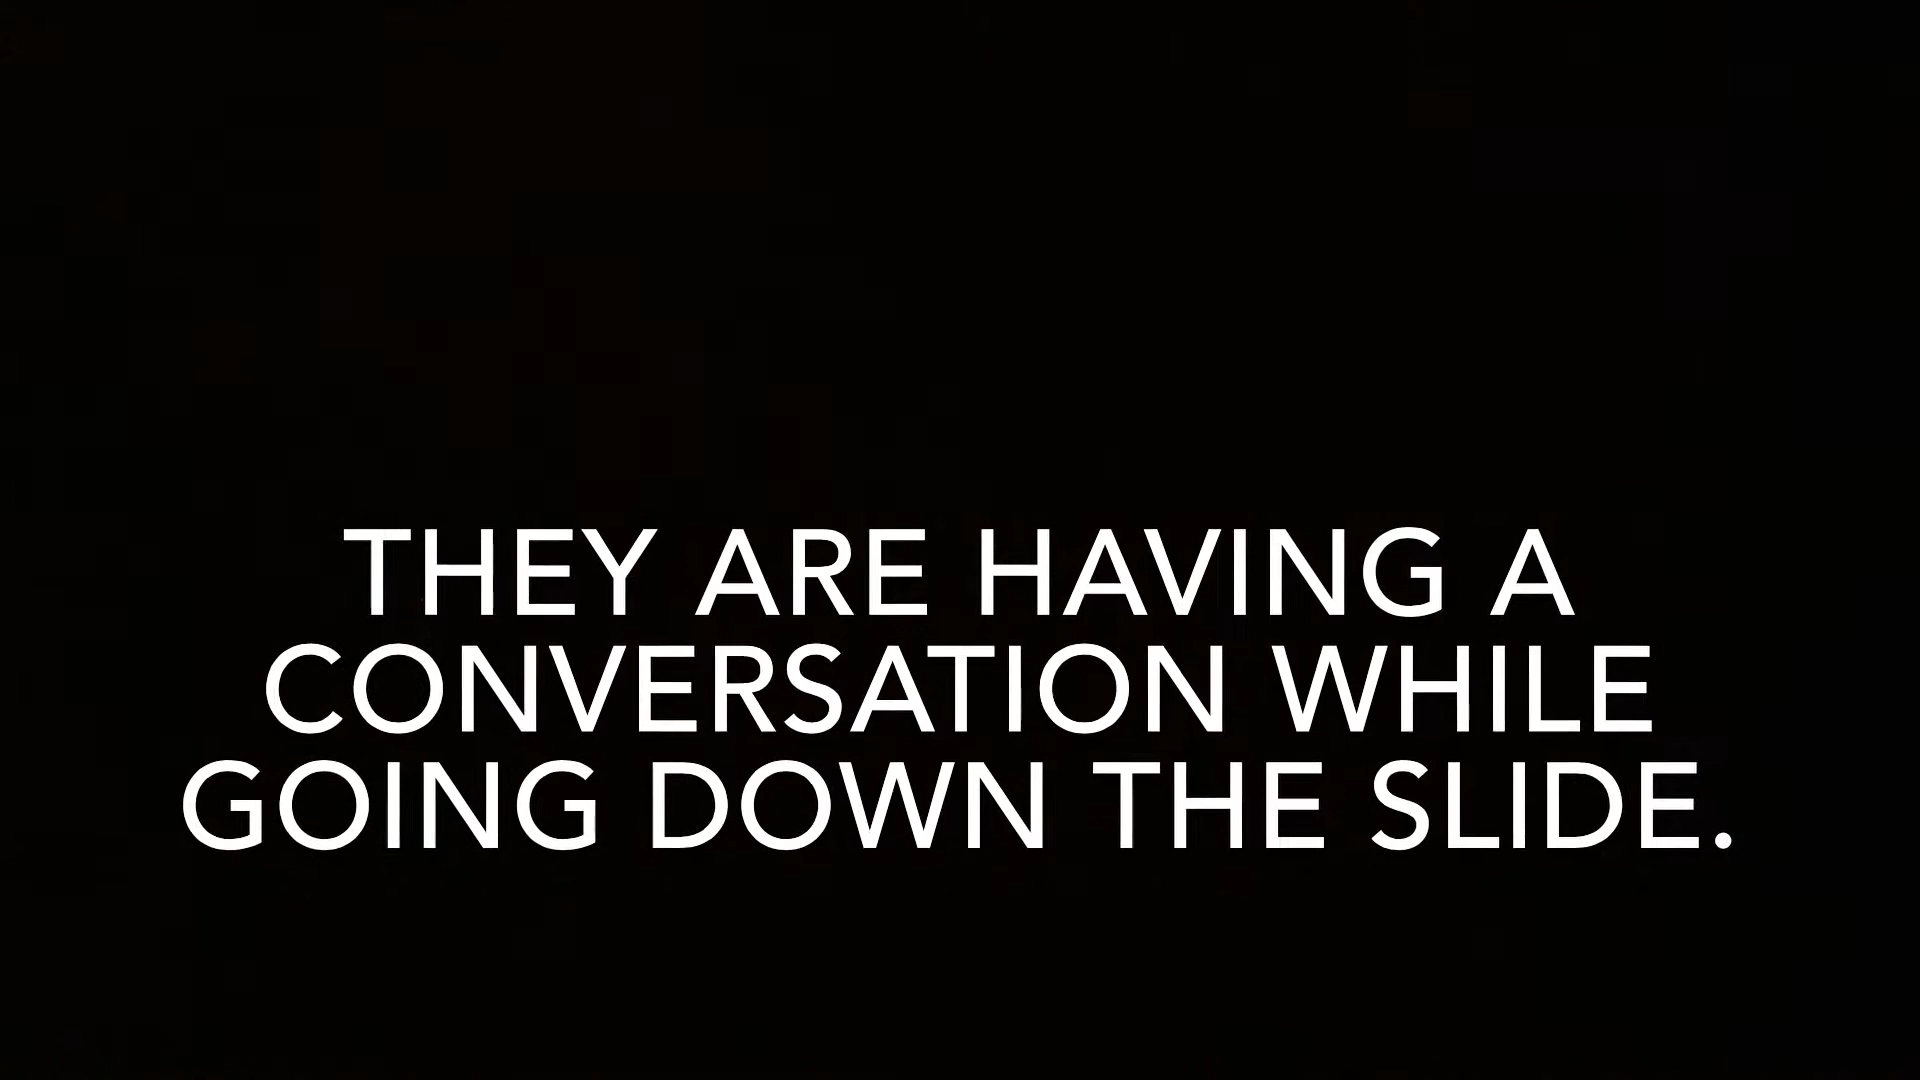 THEY ARE HAVING A
CONVERSATION WHILE
GOING DOWN THE SLIDE.